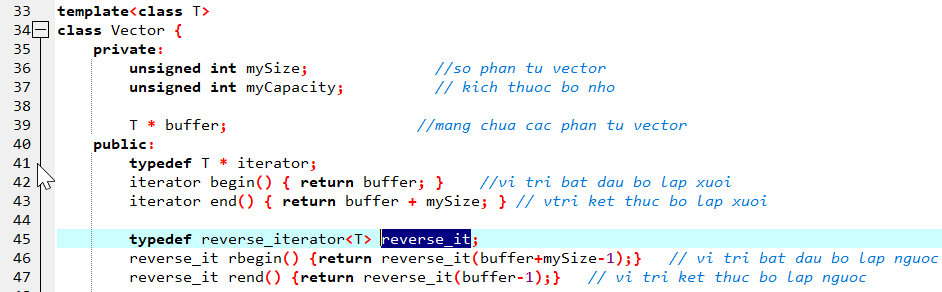 33 template<class T>
34 class Vector {
35 private:
36 unsigned int mySize; //so phan tu vector
37 unsigned int myCapacity; // kich thuoc bo nho
38
39 T * buffer; //mang chua cac phan tu vector
40 public:
41 typedef T * iterator;
42 iterator begin() { return buffer; } //vi tri bat dau bo lap xuoi
43 iterator end() { return buffer + mySize; } // vtri ket thuc bo lap xuoi
44
45 typedef reverse_iterator<T> reverse_it;
46 reverse_it rbegin() {return reverse_it(buffer+mySize-1);} // vi tri bat dau bo lap nguoc
47 reverse_it rend() {return reverse_it(buffer-1);} // vi tri ket thuc bo lap nguoc